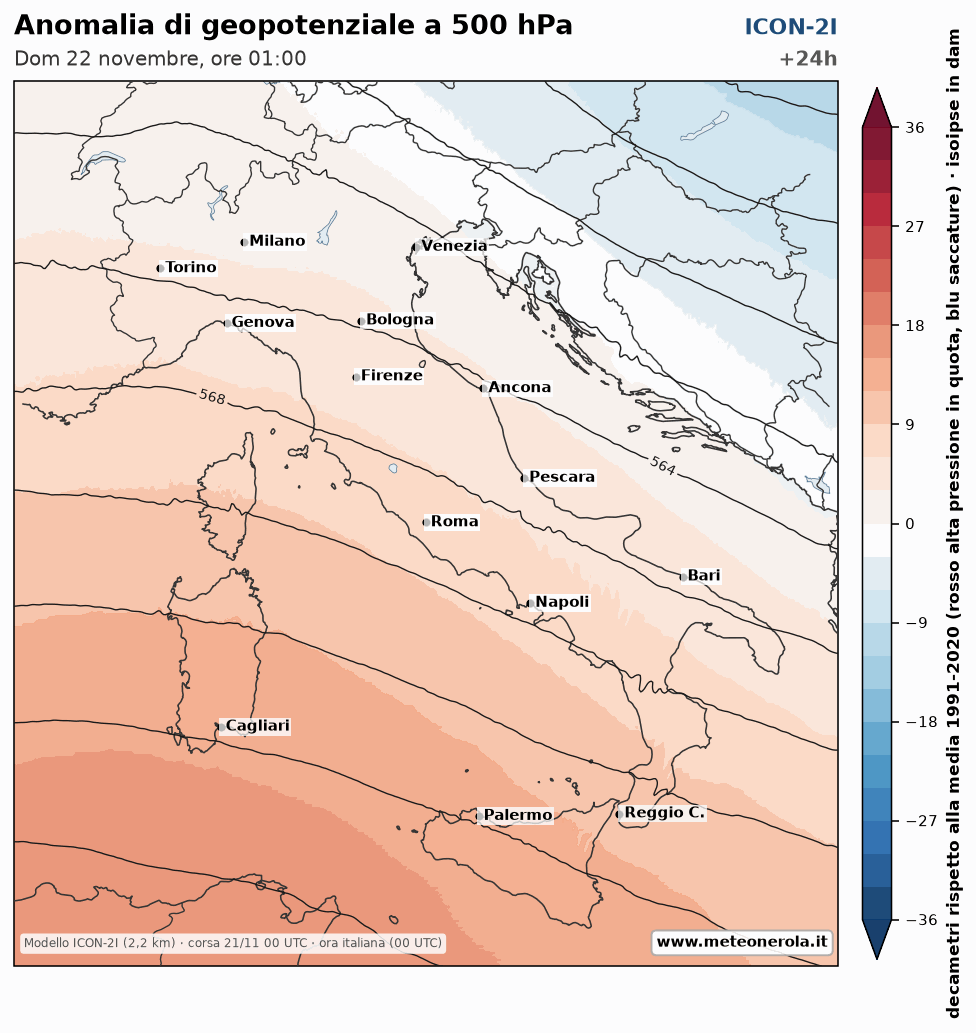 Anomalia di geopotenziale a 500 hPa
ICON-2I
Dom 22 novembre, ore 01:00
+24h
Milano
Venezia
Torino
Genova
Bologna
Firenze
Ancona
568
564
Pescara
Roma
Bari
Napoli
Cagliari
Palermo
Reggio C.
Modello ICON-2I (2,2 km) · corsa 21/11 00 UTC · ora italiana (00 UTC)
www.meteonerola.it
36
27
18
9
0
−9
−18
−27
−36
decametri rispetto alla media 1991-2020 (rosso alta pressione in quota, blu saccature) · isoipse in dam